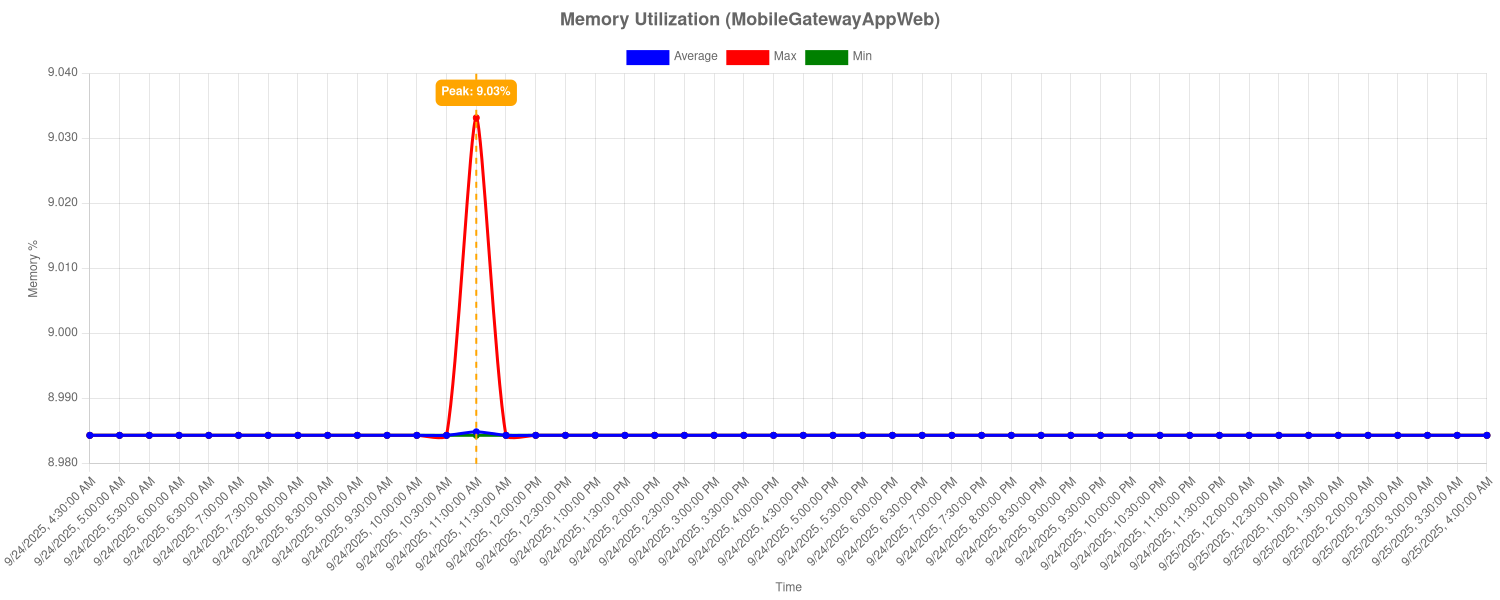 Memory Utilization (MobileGatewayAppWeb)
Average Max Min
9.040
Peak: 9.03%
9.030
9.020
9.010
Memory %
9.000
8.990
8.980
9/24/2025, 4:30:00 AM
9/24/2025, 5:00:00 AM
9/24/2025, 5:30:00 AM
9/24/2025, 6:00:00 AM
9/24/2025, 6:30:00 AM
9/24/2025, 7:00:00 AM
9/24/2025, 7:30:00 AM
9/24/2025, 8:00:00 AM
9/24/2025, 8:30:00 AM
9/24/2025, 9:00:00 AM
9/24/2025, 9:30:00 AM
9/24/2025, 10:00:00 AM
9/24/2025, 10:30:00 AM
9/24/2025, 11:00:00 AM
9/24/2025, 11:30:00 AM
9/24/2025, 12:00:00 PM
9/24/2025, 12:30:00 PM
9/24/2025, 1:00:00 PM
9/24/2025, 1:30:00 PM
9/24/2025, 2:00:00 PM
9/24/2025, 2:30:00 PM
9/24/2025, 3:00:00 PM
9/24/2025, 3:30:00 PM
9/24/2025, 4:00:00 PM
9/24/2025, 4:30:00 PM
9/24/2025, 5:00:00 PM
9/24/2025, 5:30:00 PM
9/24/2025, 6:00:00 PM
9/24/2025, 6:30:00 PM
9/24/2025, 7:00:00 PM
9/24/2025, 7:30:00 PM
9/24/2025, 8:00:00 PM
9/24/2025, 8:30:00 PM
9/24/2025, 9:00:00 PM
9/24/2025, 9:30:00 PM
9/24/2025, 10:00:00 PM
9/24/2025, 10:30:00 PM
9/24/2025, 11:00:00 PM
9/24/2025, 11:30:00 PM
9/25/2025, 12:00:00 AM
9/25/2025, 12:30:00 AM
9/25/2025, 1:00:00 AM
9/25/2025, 1:30:00 AM
9/25/2025, 2:00:00 AM
9/25/2025, 2:30:00 AM
9/25/2025, 3:00:00 AM
9/25/2025, 3:30:00 AM
9/25/2025, 4:00:00 AM
Time